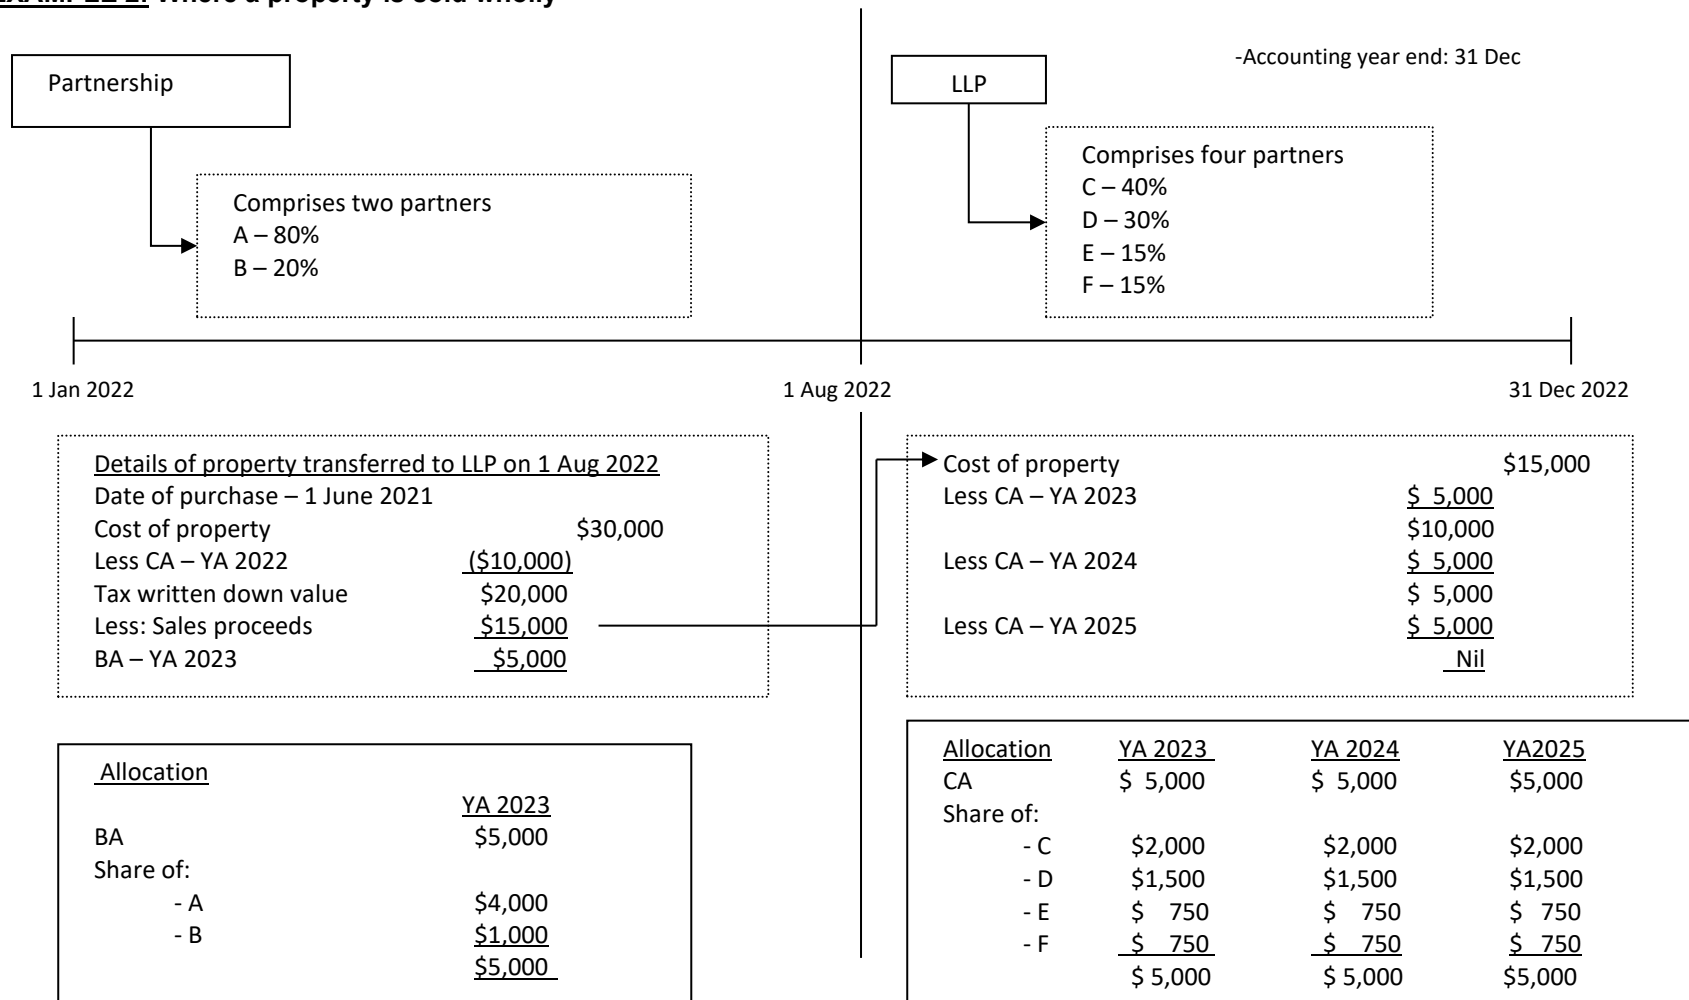 EXAMPLE 2: Where a property is sold wholly
-Accounting year end: 31 Dec
Partnership
Comprises two partners
A – 80%
B – 20%
LLP
Comprises four partners
C – 40%
D – 30%
E – 15%
F – 15%
1 Jan 2022 1 Aug 2022 31 Dec 2022
Details of property transferred to LLP on 1 Aug 2022
Date of purchase – 1 June 2021
Cost of property $30,000
Less CA – YA 2022 ($10,000)
Tax written down value $20,000
Less: Sales proceeds $15,000
BA – YA 2023 $5,000
Cost of property $15,000
Less CA – YA 2023 $ 5,000
$10,000
Less CA – YA 2024 $ 5,000
$ 5,000
Less CA – YA 2025 $ 5,000
Nil
Allocation
YA 2023
BA $5,000
Share of:
- A $4,000
- B $1,000
$5,000
Allocation YA 2023 YA 2024 YA2025
CA $ 5,000 $ 5,000 $5,000
Share of:
- C $2,000 $2,000 $2,000
- D $1,500 $1,500 $1,500
- E $ 750 $ 750 $ 750
- F $ 750 $ 750 $ 750
$ 5,000 $ 5,000 $5,000